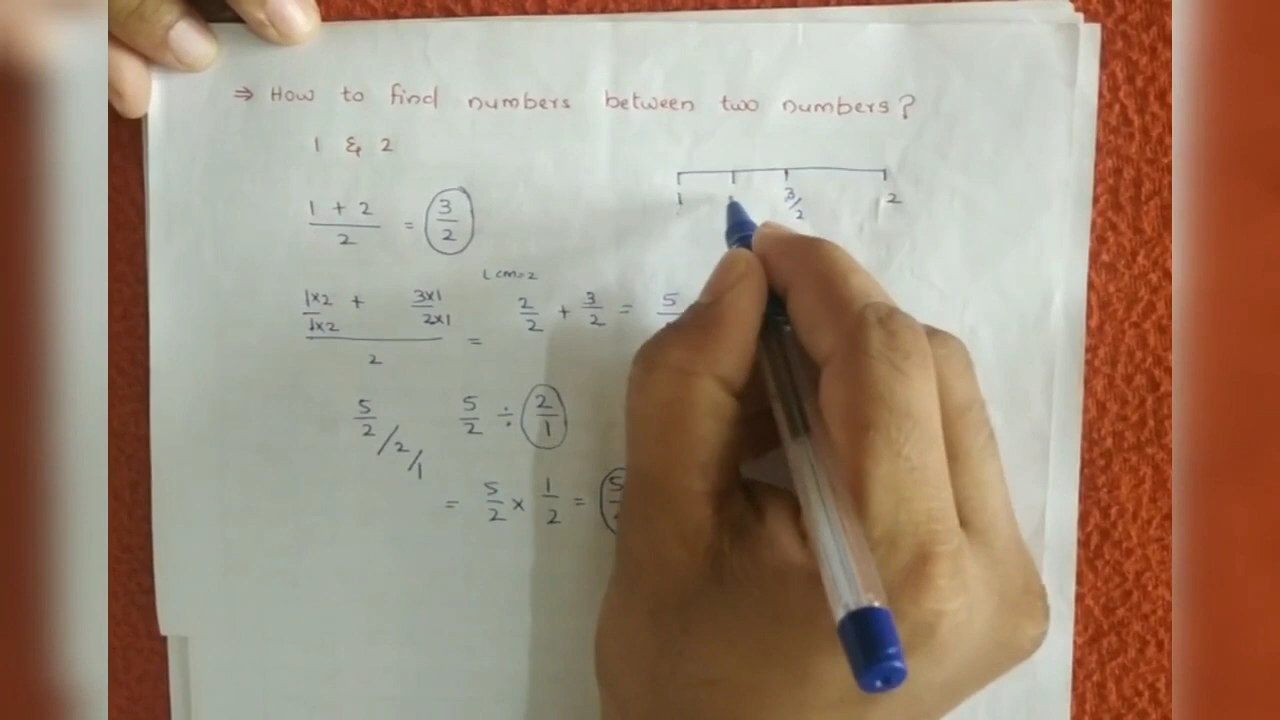 ⇒ How to find numbers between two numbers?
1 & 2
1 2
3/2
1 + 2 / 2 = 3/2
LCM=2
1×2/1×2 + 3×1/2×1 / 2 = 2/2 + 3/2 = 5
5/2 / 2/1 5/2 ÷ 2/1
= 5/2 × 1/2 = 5